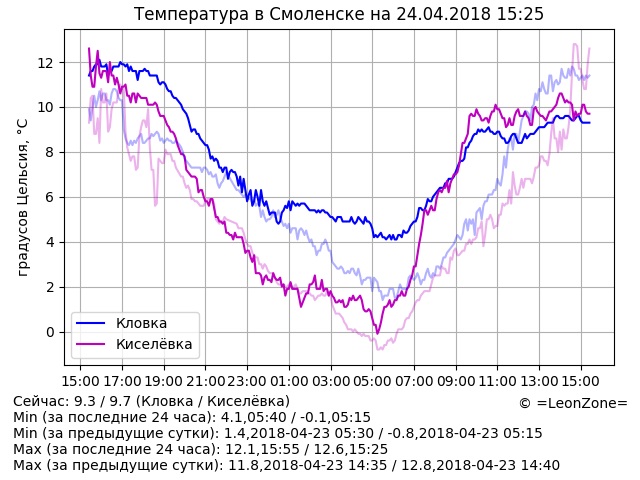 Температура в Смоленске на 24.04.2018 15:25
градусов Цельсия, °C
12
10
8
6
4
2
0
Кловка
Киселёвка
15:00 17:00 19:00 21:00 23:00 01:00 03:00 05:00 07:00 09:00 11:00 13:00 15:00
Сейчас: 9.3 / 9.7 (Кловка / Киселёвка)
© =LeonZone=
Min (за последние 24 часа): 4.1,05:40 / -0.1,05:15
Min (за предыдущие сутки): 1.4,2018-04-23 05:30 / -0.8,2018-04-23 05:15
Max (за последние 24 часа): 12.1,15:55 / 12.6,15:25
Max (за предыдущие сутки): 11.8,2018-04-23 14:35 / 12.8,2018-04-23 14:40